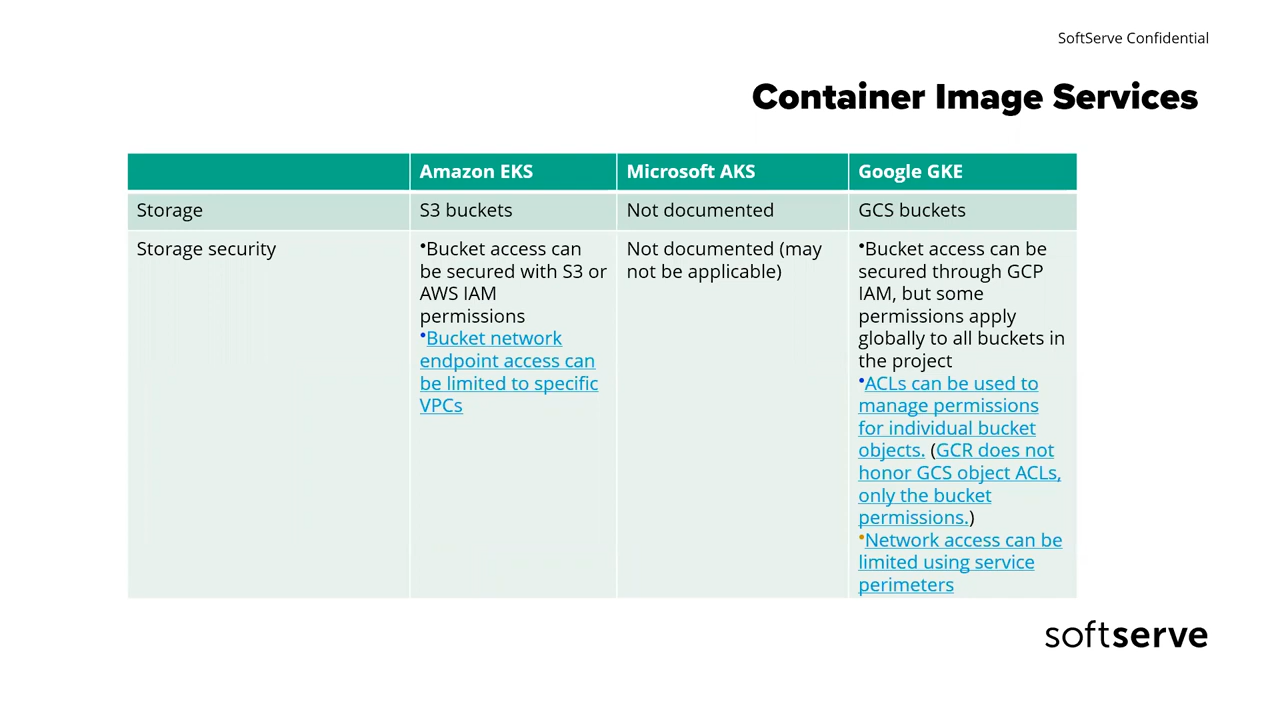 SoftServe Confidential
Container Image Services
Amazon EKS
Microsoft AKS
Google GKE
Storage
S3 buckets
Not documented
GCS buckets
Storage security
•Bucket access can
be secured with S3 or
AWS IAM
permissions
•Bucket network
endpoint access can
be limited to specific
VPCs
Not documented (may
not be applicable)
•Bucket access can be
secured through GCP
IAM, but some
permissions apply
globally to all buckets in
the project
•ACLs can be used to
manage permissions
for individual bucket
objects. (GCR does not
honor GCS object ACLs,
only the bucket
permissions.)
•Network access can be
limited using service
perimeters
softserve